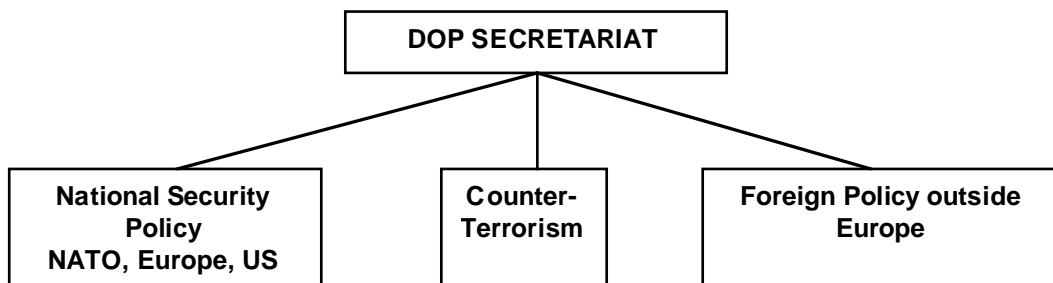 DOP SECRETARIAT
National Security
Policy
NATO, Europe, US
Counter-
Terrorism
Foreign Policy outside
Europe